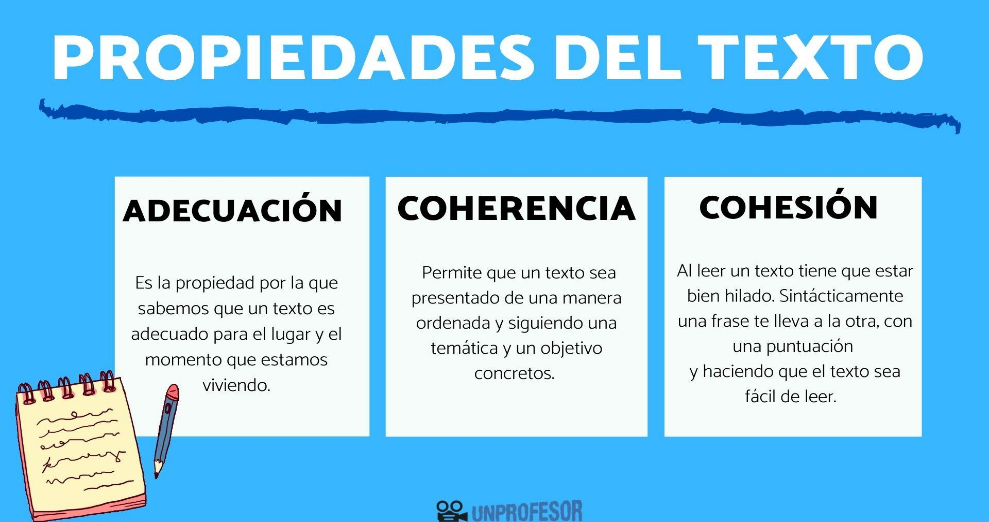 PROPIEDADES DEL TEXTO
ADECUACIÓN
Es la propiedad por la que
sabemos que un texto es
adecuado para el lugar y el
momento que estamos
viviendo.
COHERENCIA
Permite que un texto sea
presentado de una manera
ordenada y siguiendo una
temática y un objetivo
concretos.
COHESIÓN
Al leer un texto tiene que estar
bien hilado. Sintácticamente
una frase te lleva a la otra, con
una puntuación
y haciendo que el texto sea
fácil de leer.
UNPROFESOR